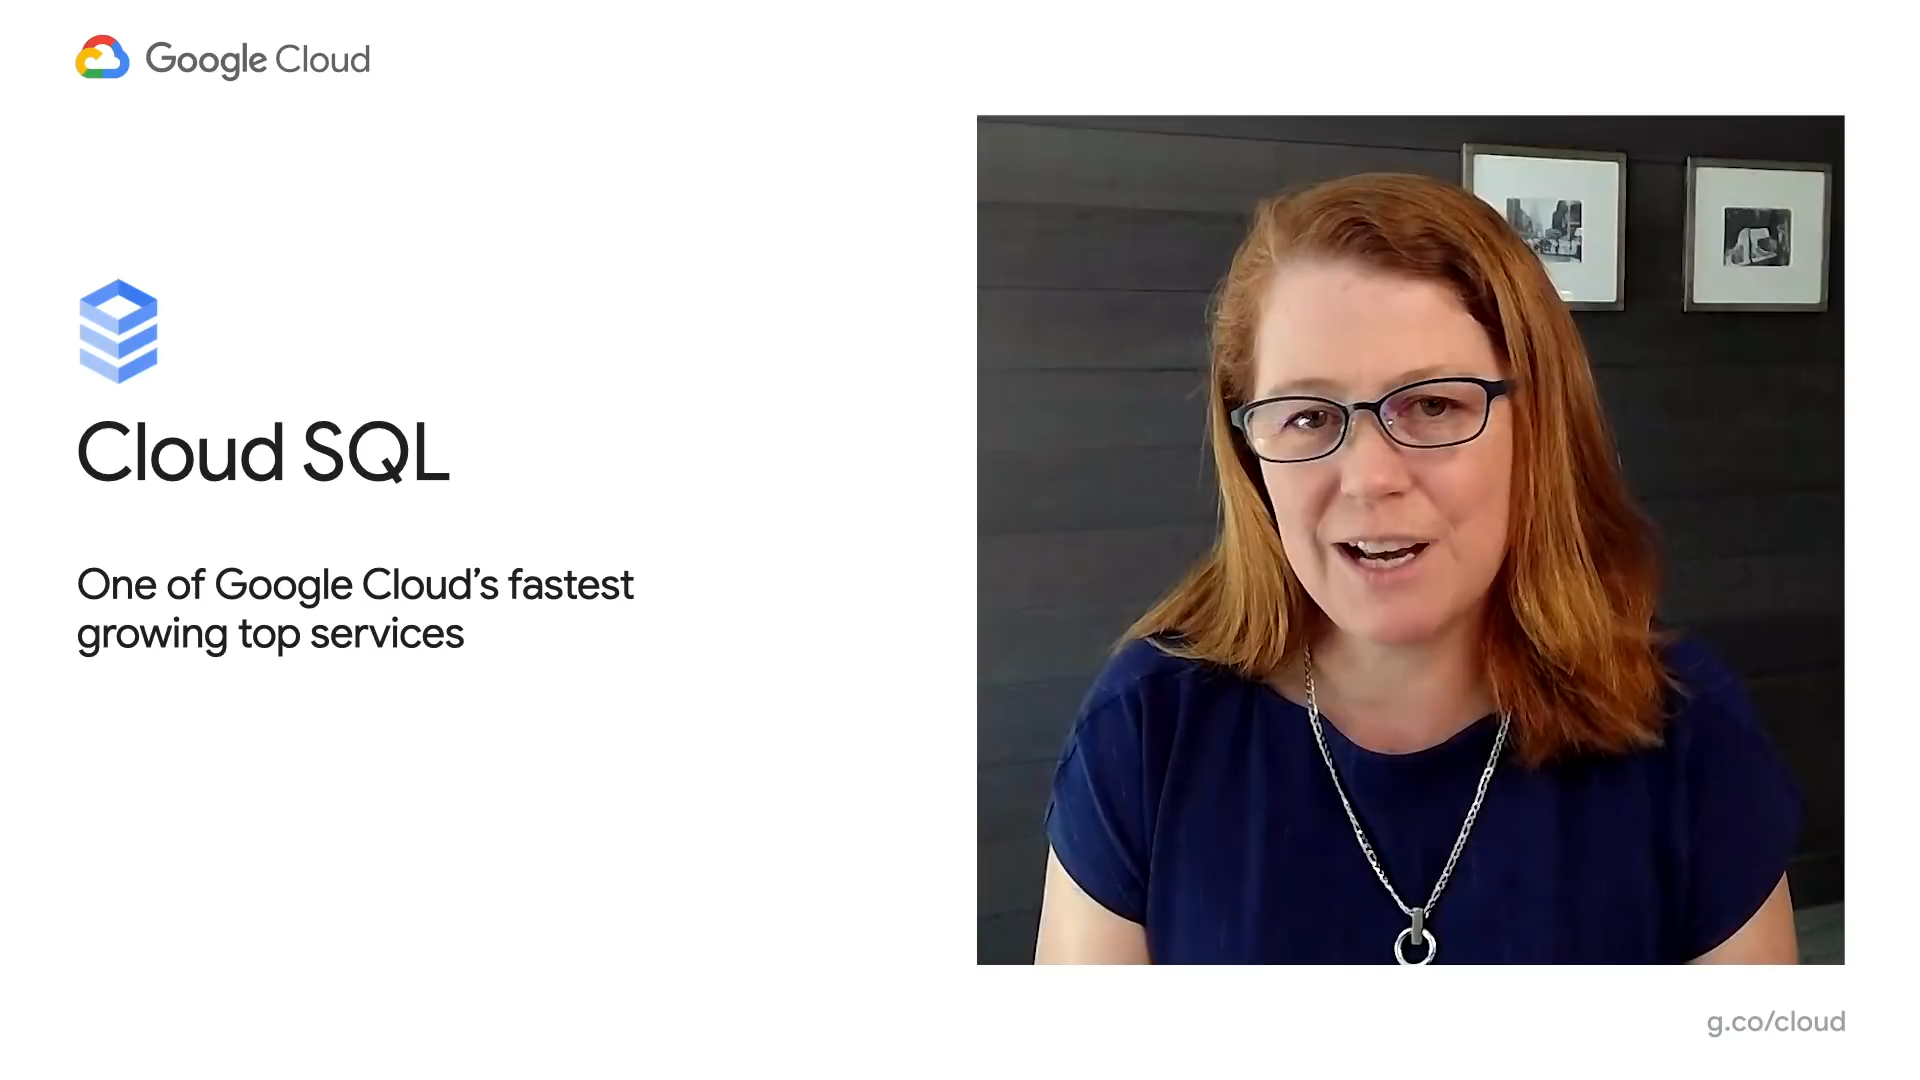 Google Cloud
Cloud SQL
One of Google Cloud’s fastest
growing top services
g.co/cloud